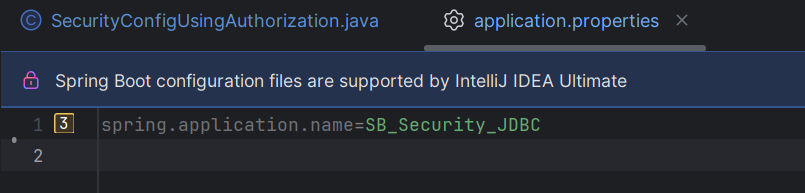 SecurityConfigUsingAuthorization.java application.properties
Spring Boot configuration files are supported by IntelliJ IDEA Ultimate
1 3 spring.application.name=SB_Security_JDBC
2